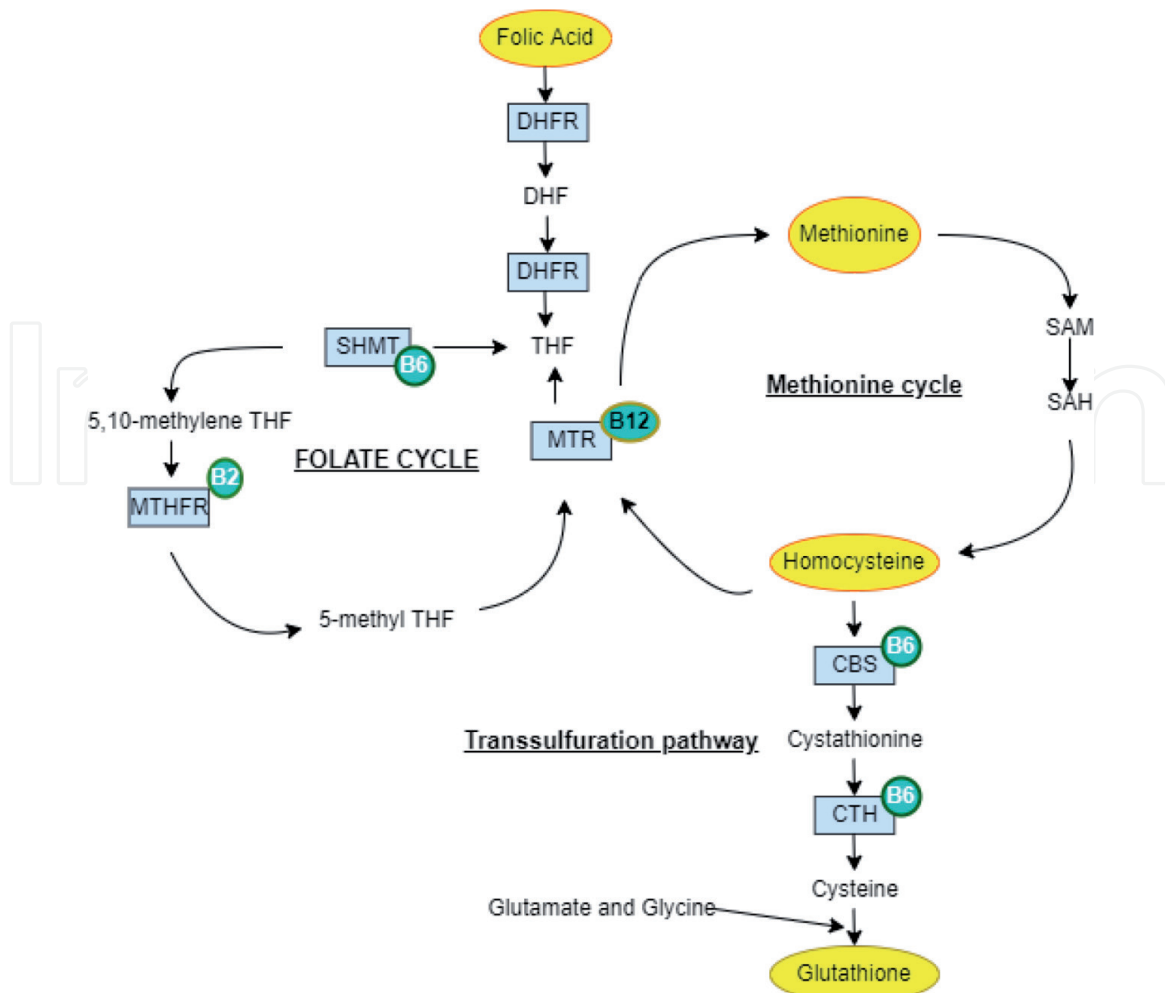 Folic Acid
DHFR
DHF
DHFR
THF
SHMT
B6
5,10-methylene THF
MTHFR
B2
FOLATE CYCLE
5-methyl THF
MTR
B12
Methionine
SAM
SAH
Methionine cycle
Homocysteine
CBS
B6
Transsulfuration pathway
Cystathionine
CTH
B6
Cysteine
Glutamate and Glycine
Glutathione